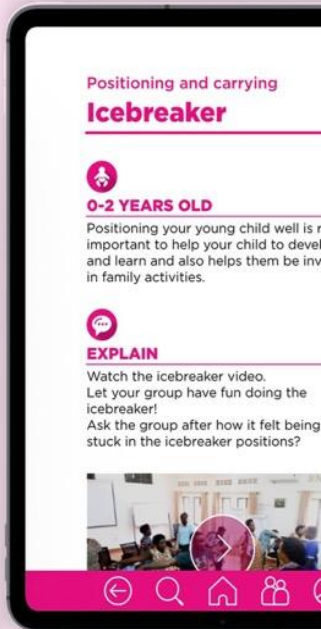 Positioning and carrying
Icebreaker
0-2 YEARS OLD
Positioning your young child well is
important to help your child to
and learn and also helps them be
in family activities.
EXPLAIN
Watch the icebreaker video.
Let your group have fun doing the
icebreaker!
Ask the group after how it felt being
stuck in the icebreaker positions?